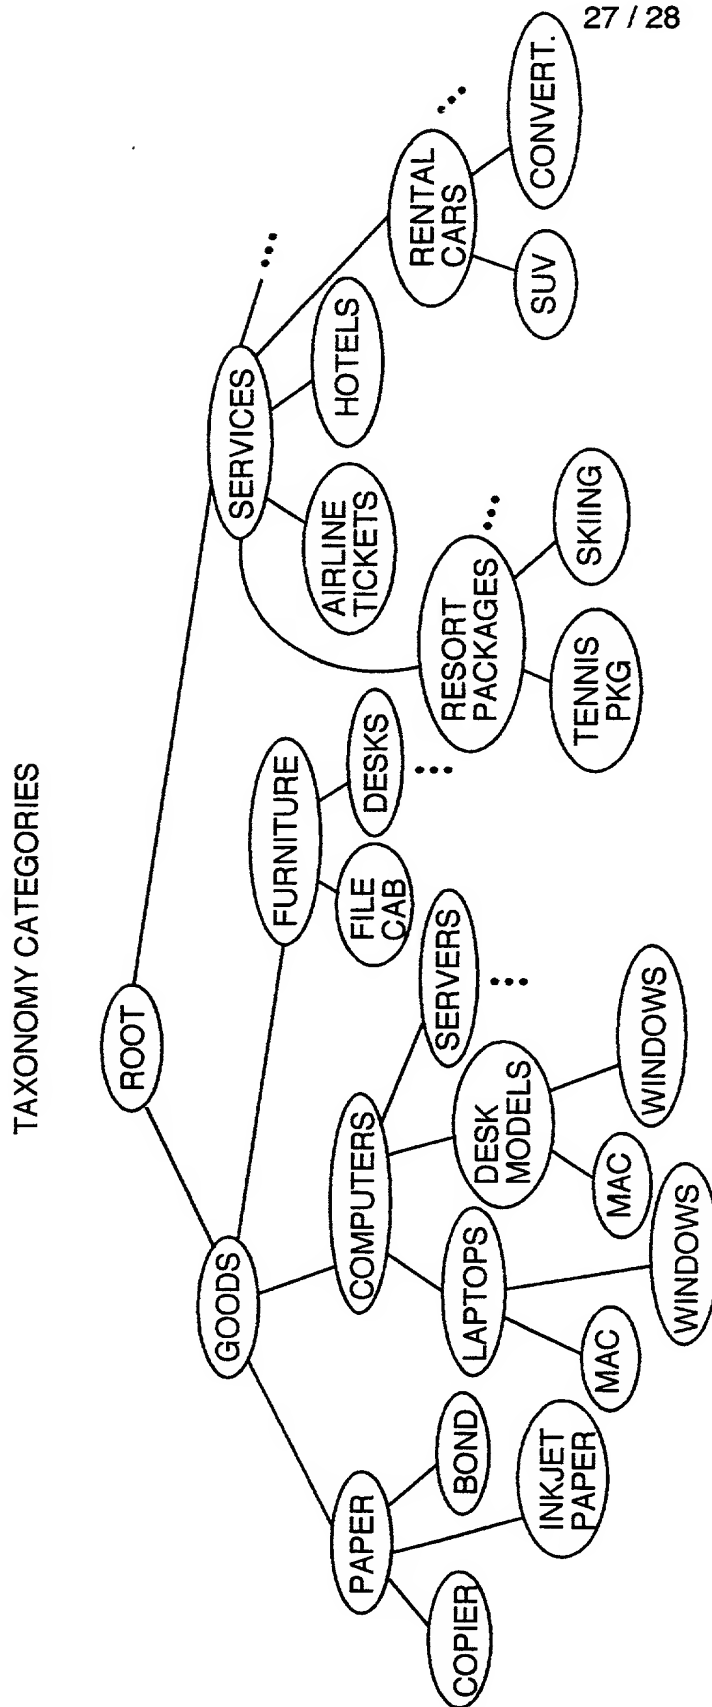 27 / 28
TAXONOMY CATEGORIES
ROOT
GOODS
SERVICES
PAPER
COMPUTERS
FURNITURE
COPIER
INKJET
PAPER
BOND
LAPTOPS
DESK
MODELS
SERVERS
MAC
WINDOWS
MAC
WINDOWS
FILE
CAB
DESKS
RESORT
PACKAGES
AIRLINE
TICKETS
HOTELS
RENTAL
CARS
TENNIS
PKG
SKIING
SUV
CONVERT.